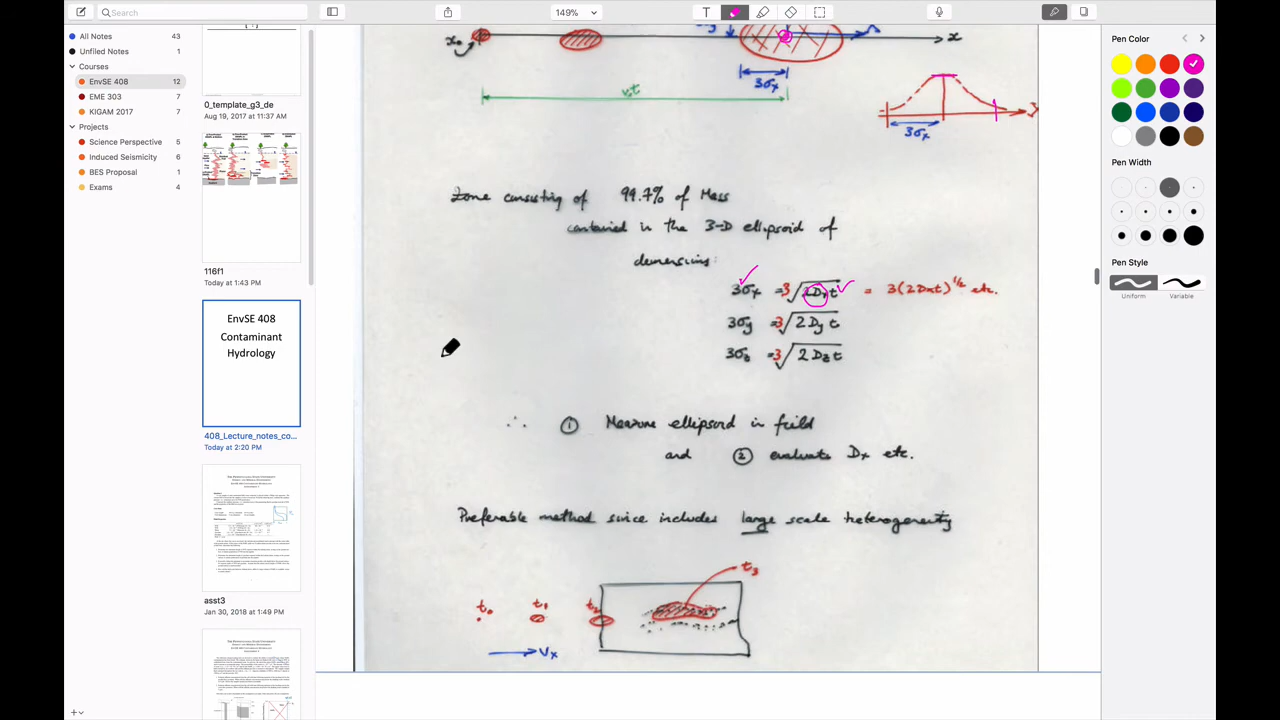 Search
149%
All Notes 43
Unfiled Notes 1
Courses
EnvSE 408 12
EME 303 7
KIGAM 2017 7
Projects
Science Perspective 5
Induced Seismicity 6
BES Proposal 1
Exams 4
0_template_g3_de
Aug 19, 2017 at 11:37 AM
116f1
Today at 1:43 PM
EnvSE 408
Contaminant
Hydrology
408_Lecture_notes_co...
Today at 2:20 PM
asst3
Jan 30, 2018 at 1:49 PM
x₀
x
3σx
3σx
Zone consisting of 99.7% of Mass
contained in the 3-D ellipsoid of
dimensions:
3σx = 3√2Dxt = 3(2Dxt)^1/2 etc.
3σy = 3√2Dyt
3σz = 3√2Dzt
∴ ① Measure ellipsoid in field
and ② evaluate Dx etc.
Preferable method since includes large scale heterogeneity
t₀ t₁ t₂ t₃
Vx
Pen Color
Pen Width
Pen Style
Uniform Variable